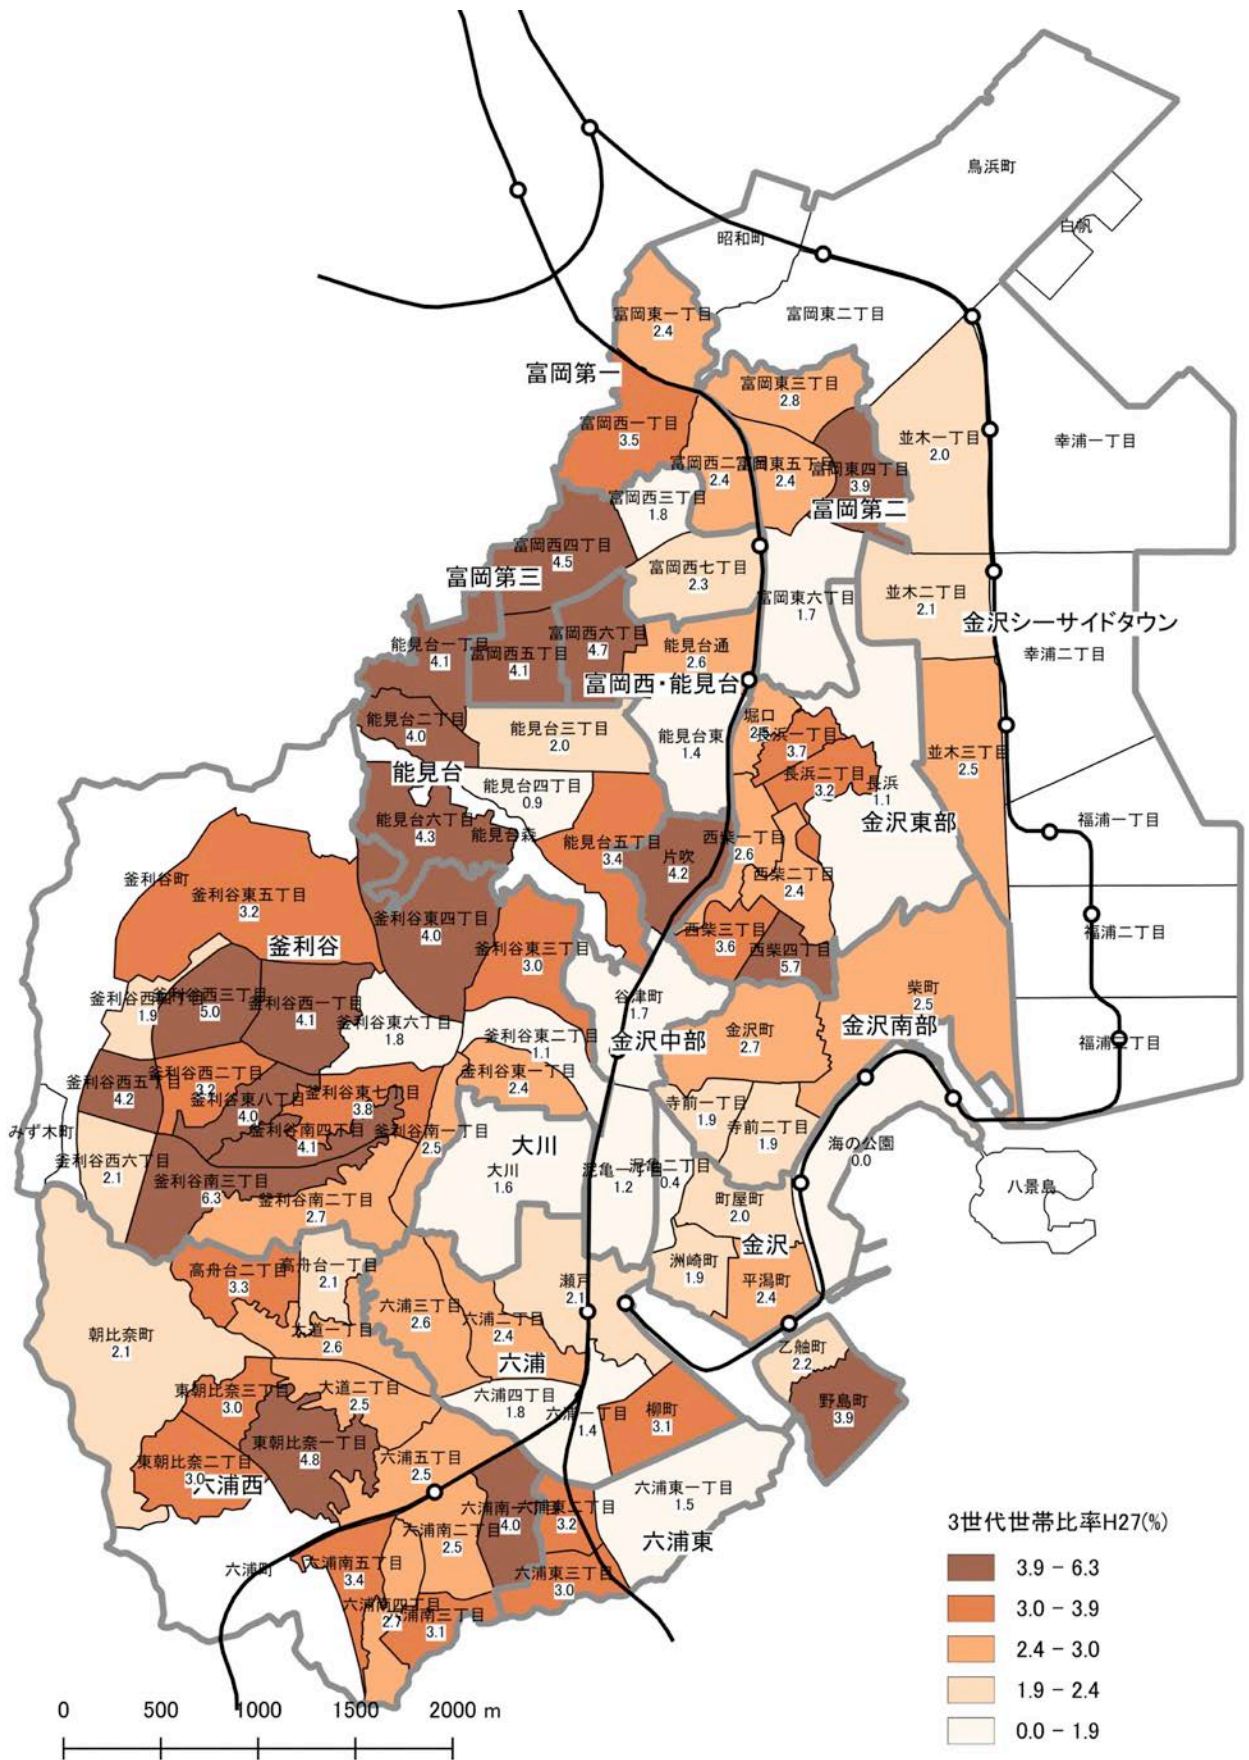 鳥浜町
白帆
昭和町
富岡東二丁目
富岡東一丁目
2.4
富岡第一
富岡東三丁目
2.8
富岡西一丁目
3.5
並木一丁目
2.0
幸浦一丁目
富岡西二丁目
2.4
富岡東五丁目
2.4
富岡東四丁目
3.9
富岡第二
富岡西三丁目
1.8
富岡西四丁目
4.5
富岡第三
富岡西七丁目
2.3
富岡東六丁目
1.7
並木二丁目
2.1
金沢シーサイドタウン
幸浦二丁目
能見台一丁目
4.1
富岡西五丁目
4.1
富岡西六丁目
4.7
能見台通
2.6
富岡西・能見台
能見台二丁目
4.0
能見台三丁目
2.0
能見台東
1.4
堀口
2.5
長浜一丁目
3.7
並木三丁目
2.5
能見台
能見台四丁目
0.9
長浜二丁目
3.2
長浜
1.1
金沢東部
福浦一丁目
能見台六丁目
4.3
能見台森
能見台五丁目
3.4
片吹
4.2
西柴一丁目
2.6
西柴二丁目
2.4
釜利谷町
釜利谷東五丁目
3.2
釜利谷東四丁目
4.0
釜利谷
釜利谷東三丁目
3.0
西柴三丁目
3.6
西柴四丁目
5.7
福浦二丁目
釜利谷西四丁目
1.9
釜利谷西三丁目
5.0
釜利谷西一丁目
4.1
釜利谷東六丁目
1.8
谷津町
1.7
金沢中部
金沢町
2.7
柴町
2.5
金沢南部
福浦三丁目
釜利谷東二丁目
1.1
釜利谷東一丁目
2.4
釜利谷西五丁目
4.2
釜利谷西二丁目
3.2
釜利谷東八丁目
4.0
釜利谷東七丁目
3.8
釜利谷南四丁目
4.1
釜利谷南一丁目
2.5
寺前一丁目
1.9
寺前二丁目
1.9
みず木町
釜利谷西六丁目
2.1
大川
大川
1.6
泥亀一丁目
1.2
泥亀二丁目
0.4
海の公園
0.0
八景島
釜利谷南三丁目
6.3
釜利谷南二丁目
2.7
町屋町
2.0
金沢
洲崎町
1.9
平潟町
2.4
高舟台二丁目
3.3
高舟台一丁目
2.1
瀬戸
2.1
六浦三丁目
2.6
六浦二丁目
2.4
朝比奈町
2.1
大道一丁目
2.6
六浦
乙舳町
2.2
野島町
3.9
東朝比奈三丁目
3.0
大道二丁目
2.5
六浦四丁目
1.8
六浦一丁目
1.4
柳町
3.1
東朝比奈一丁目
4.8
東朝比奈二丁目
3.0
六浦西
六浦五丁目
2.5
六浦東一丁目
1.5
六浦東
六浦南一丁目
4.0
六浦東二丁目
3.2
六浦南二丁目
2.5
六浦町
六浦南五丁目
3.4
六浦東三丁目
3.0
六浦南四丁目
2.7
六浦南三丁目
3.1
3世代世帯比率H27(%)
3.9 - 6.3
3.0 - 3.9
2.4 - 3.0
1.9 - 2.4
0.0 - 1.9
0 500 1000 1500 2000 m